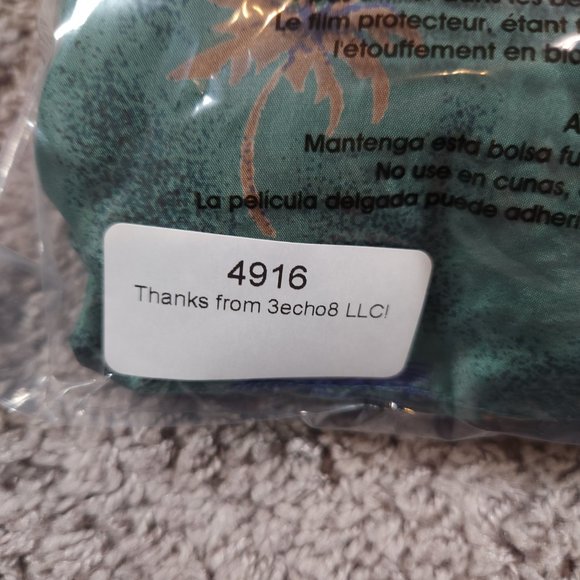 Le film protecteur, étant
l'étouffement en
Mantenga esta bolsa
No use en cunas,
La película delgada puede
4916
Thanks from 3echo8 LLC!